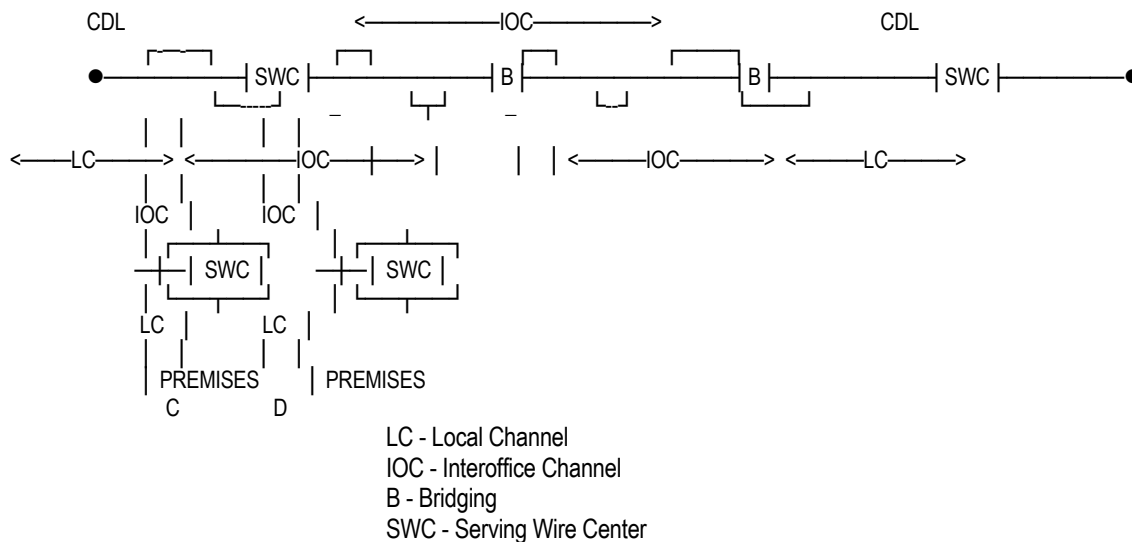 CDL <————IOC————> CDL
SWC B B SWC
<———LC———> <————IOC————> <————IOC————> <———LC———>
IOC IOC
SWC SWC
LC LC
PREMISES PREMISES
C D
LC - Local Channel
IOC - Interoffice Channel
B - Bridging
SWC - Serving Wire Center